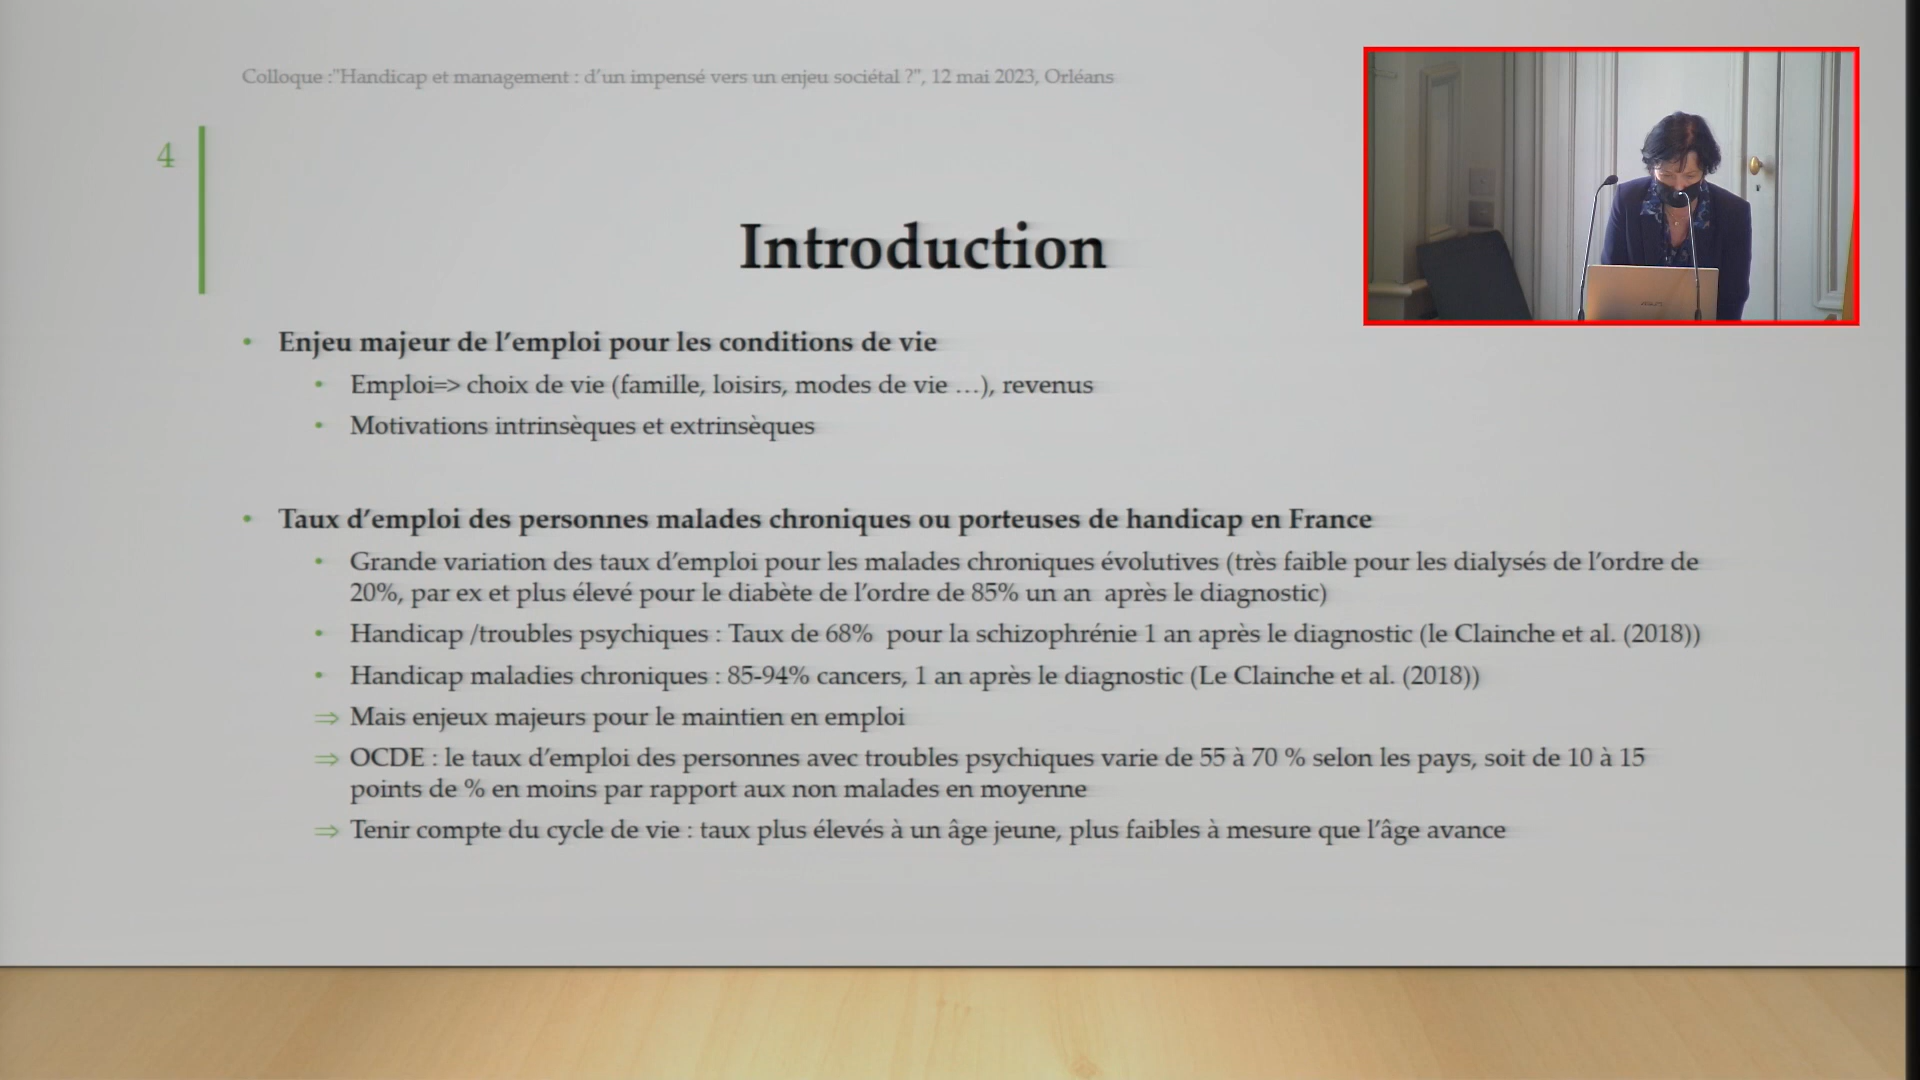 Colloque :"Handicap et management : d'un impensé vers un enjeu sociétal ?", 12 mai 2023, Orléans
4
Introduction
• Enjeu majeur de l'emploi pour les conditions de vie
• Emploi=> choix de vie (famille, loisirs, modes de vie …), revenus
• Motivations intrinsèques et extrinsèques
• Taux d'emploi des personnes malades chroniques ou porteuses de handicap en France
• Grande variation des taux d'emploi pour les malades chroniques évolutives (très faible pour les dialysés de l'ordre de
20%, par ex et plus élevé pour le diabète de l'ordre de 85% un an après le diagnostic)
• Handicap /troubles psychiques : Taux de 68% pour la schizophrénie 1 an après le diagnostic (le Clainche et al. (2018))
• Handicap maladies chroniques : 85-94% cancers, 1 an après le diagnostic (Le Clainche et al. (2018))
⇒ Mais enjeux majeurs pour le maintien en emploi
⇒ OCDE : le taux d'emploi des personnes avec troubles psychiques varie de 55 à 70 % selon les pays, soit de 10 à 15
points de % en moins par rapport aux non malades en moyenne
⇒ Tenir compte du cycle de vie : taux plus élevés à un âge jeune, plus faibles à mesure que l'âge avance